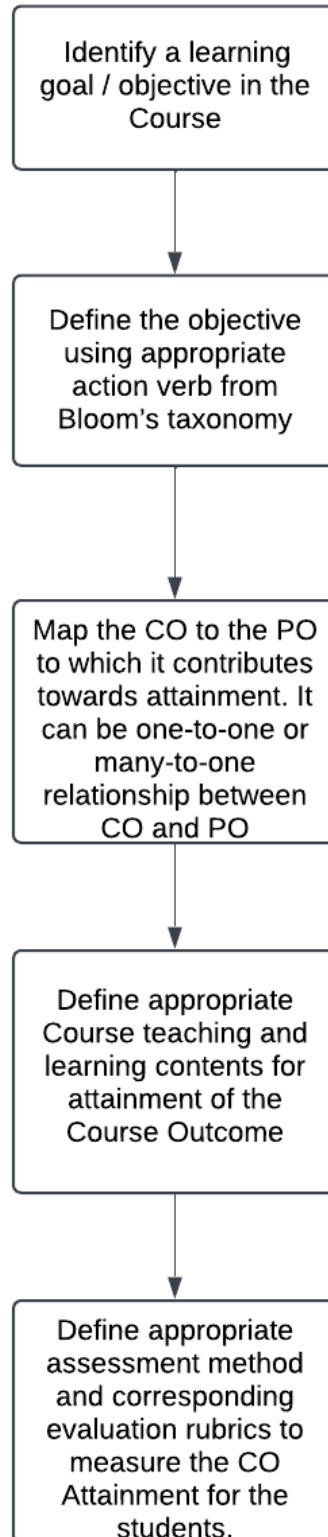 Identify a learning
goal / objective in the
Course
Define the objective
using appropriate
action verb from
Bloom's taxonomy
Map the CO to the PO
to which it contributes
towards attainment. It
can be one-to-one or
many-to-one
relationship between
CO and PO
Define appropriate
Course teaching and
learning contents for
attainment of the
Course Outcome
Define appropriate
assessment method
and corresponding
evaluation rubrics to
measure the CO
Attainment for the
students.